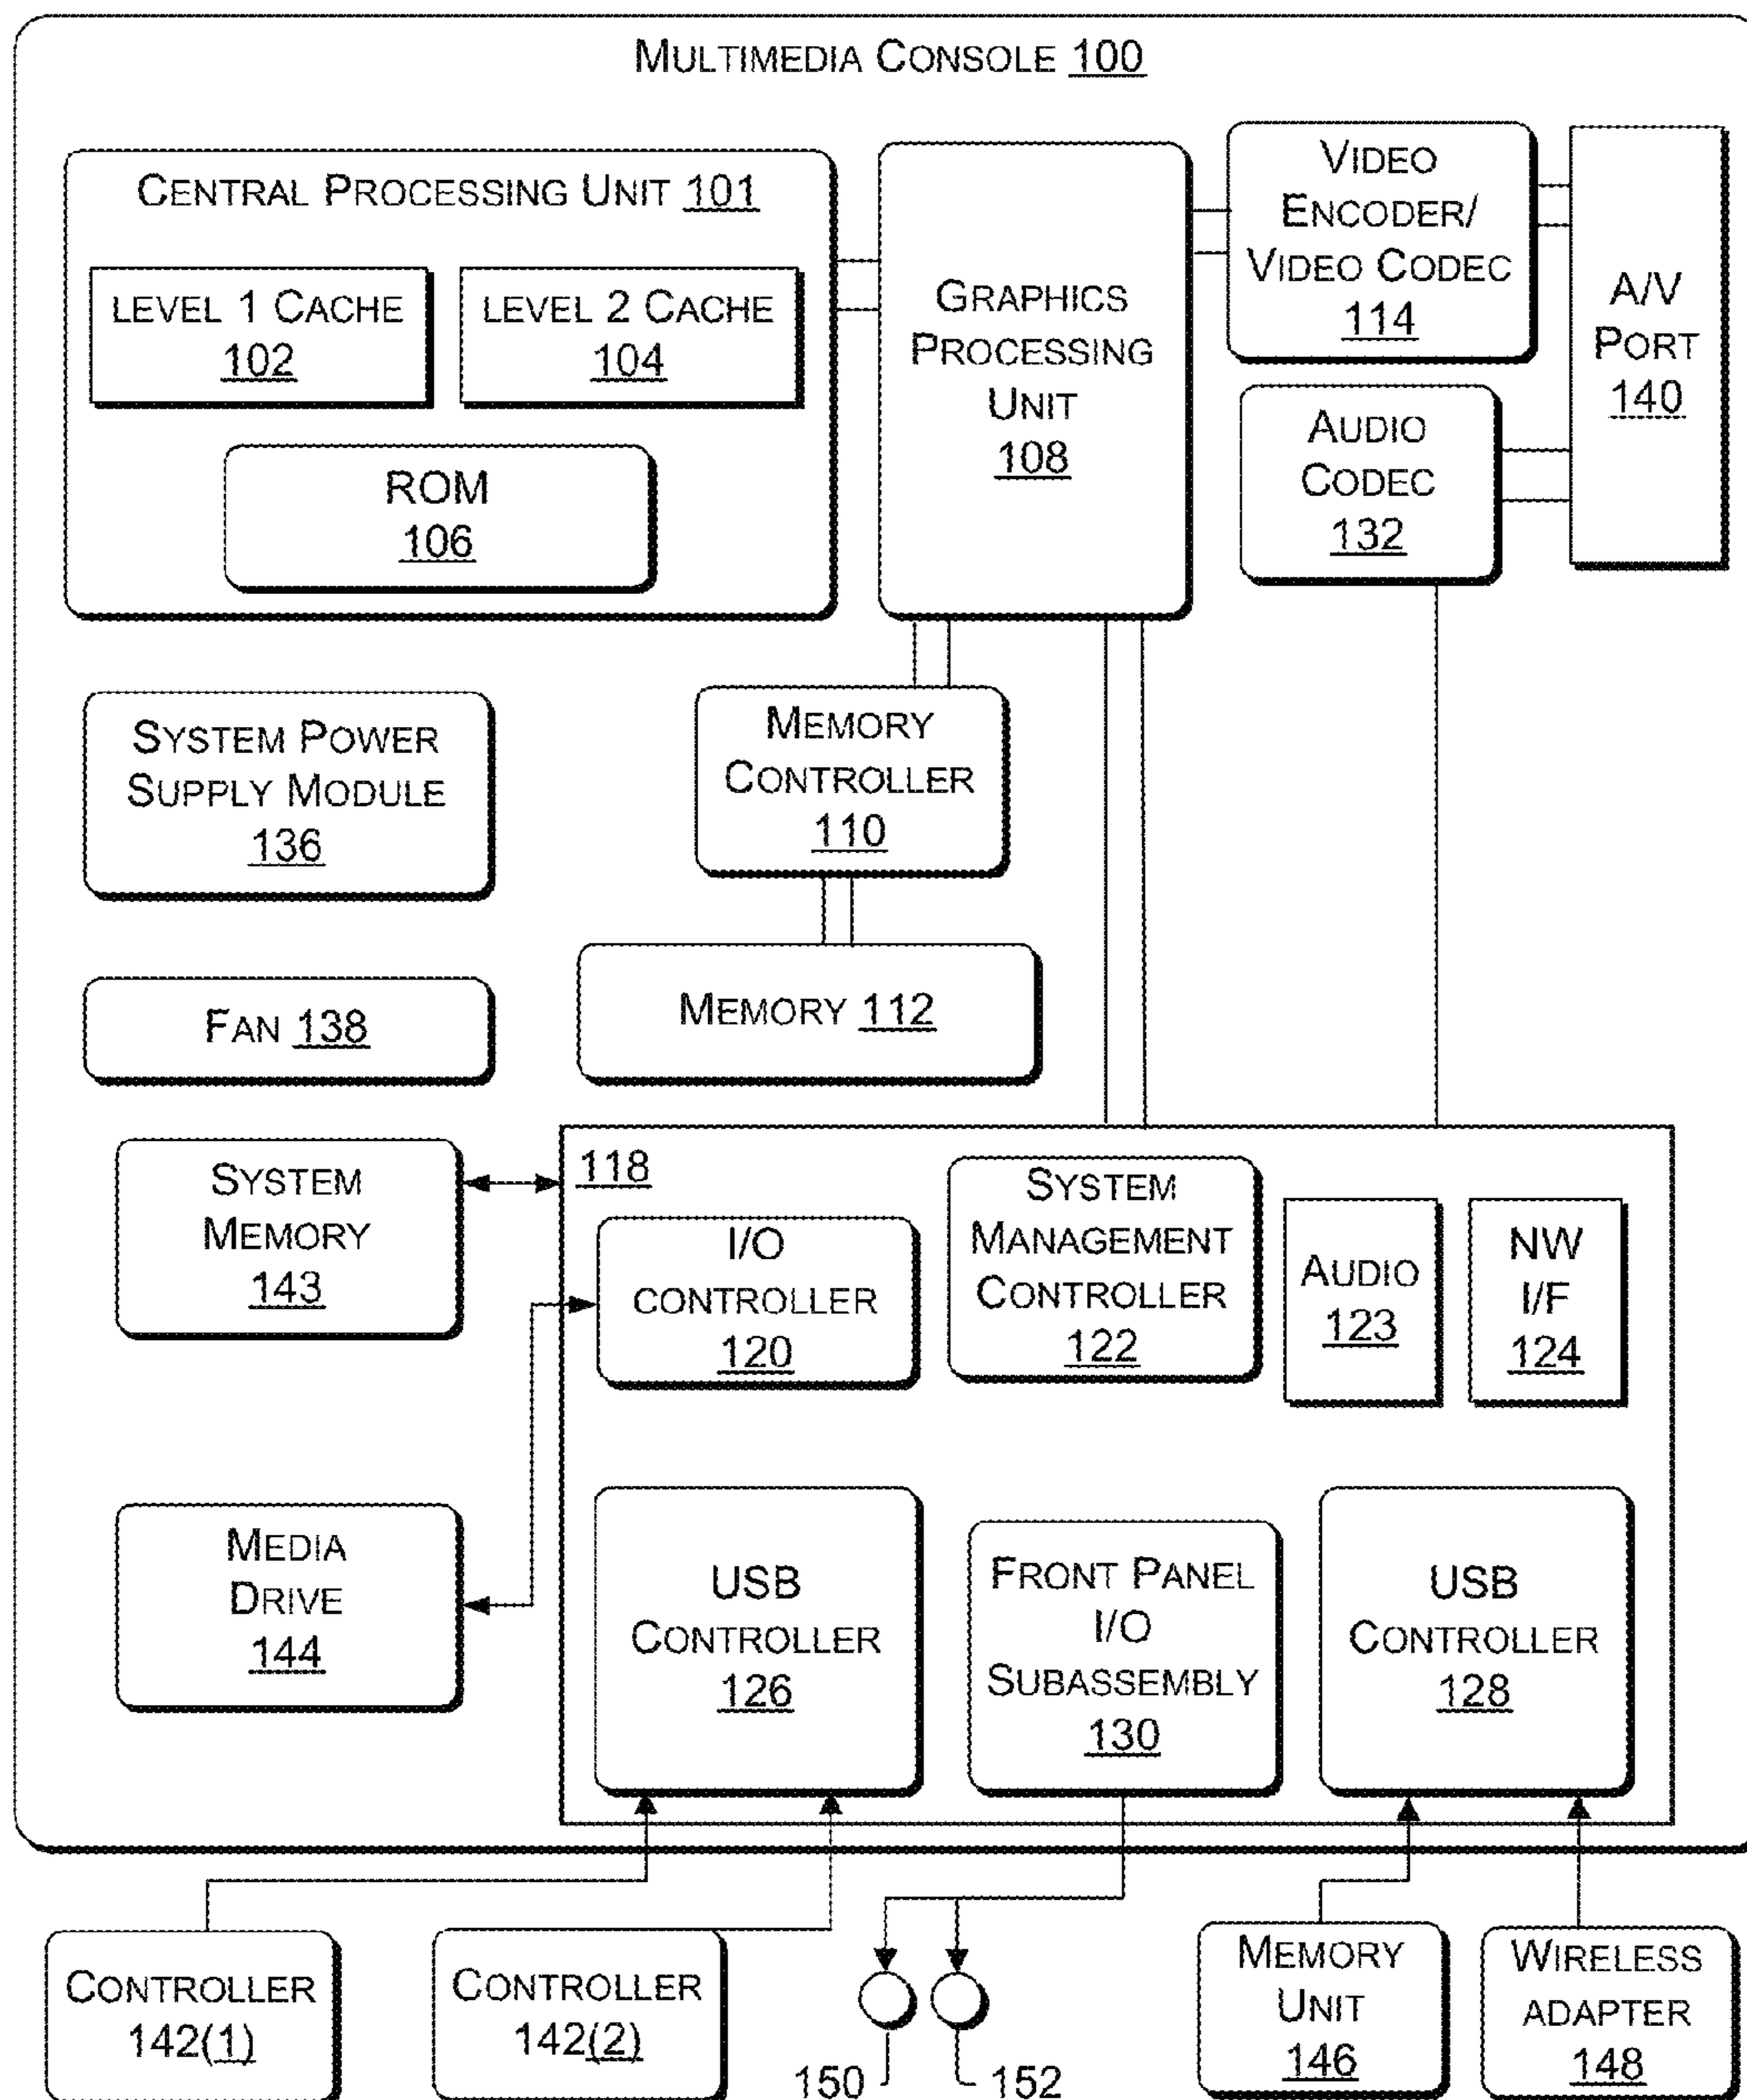 MULTIMEDIA CONSOLE 100
CENTRAL PROCESSING UNIT 101
LEVEL 1 CACHE
102
LEVEL 2 CACHE
104
ROM
106
GRAPHICS
PROCESSING
UNIT
108
VIDEO
ENCODER/
VIDEO CODEC
114
A/V
PORT
140
AUDIO
CODEC
132
SYSTEM POWER
SUPPLY MODULE
136
MEMORY
CONTROLLER
110
FAN 138
MEMORY 112
SYSTEM
MEMORY
143
118
I/O
CONTROLLER
120
SYSTEM
MANAGEMENT
CONTROLLER
122
AUDIO
123
NW
I/F
124
MEDIA
DRIVE
144
USB
CONTROLLER
126
FRONT PANEL
I/O
SUBASSEMBLY
130
USB
CONTROLLER
128
CONTROLLER
142(1)
CONTROLLER
142(2)
150
152
MEMORY
UNIT
146
WIRELESS
ADAPTER
148